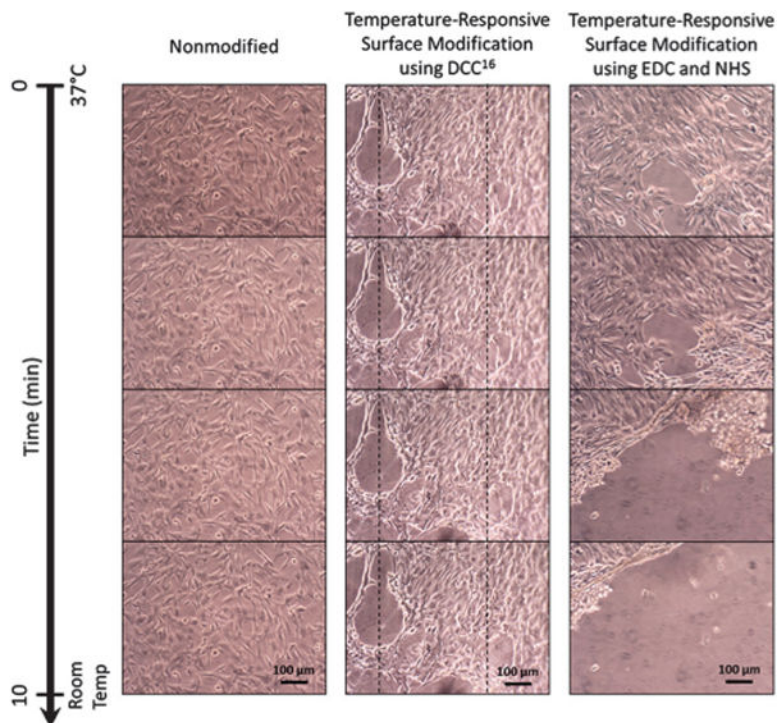 Nonmodified
Temperature-Responsive
Surface Modification
using DCC¹⁶
Temperature-Responsive
Surface Modification
using EDC and NHS
0
37°C
Time (min)
10
Room
Temp
100 µm
100 µm
100 µm